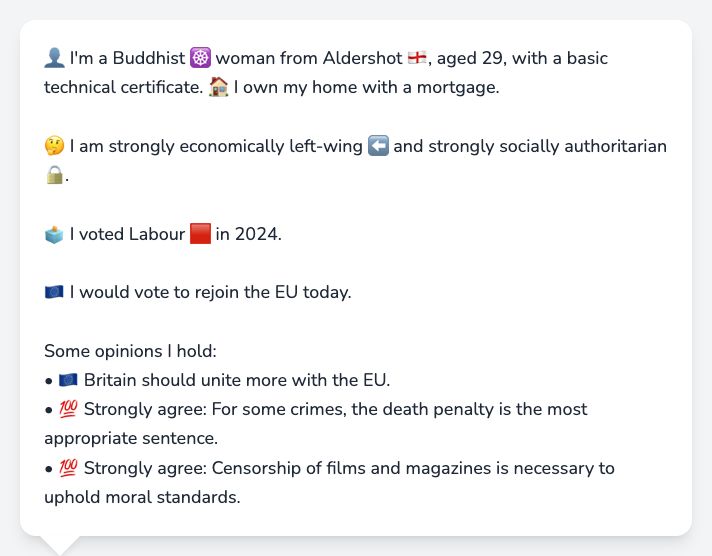 👤 I'm a Buddhist ☸️ woman from Aldershot 🏴󠁧󠁢󠁥󠁮󠁧󠁿, aged 29, with a basic
technical certificate. 🏠 I own my home with a mortgage.
🤔 I am strongly economically left-wing ⬅️ and strongly socially authoritarian
🔒.
🗳️ I voted Labour 🟥 in 2024.
🇪🇺 I would vote to rejoin the EU today.
Some opinions I hold:
• 🇪🇺 Britain should unite more with the EU.
• 💯 Strongly agree: For some crimes, the death penalty is the most
appropriate sentence.
• 💯 Strongly agree: Censorship of films and magazines is necessary to
uphold moral standards.